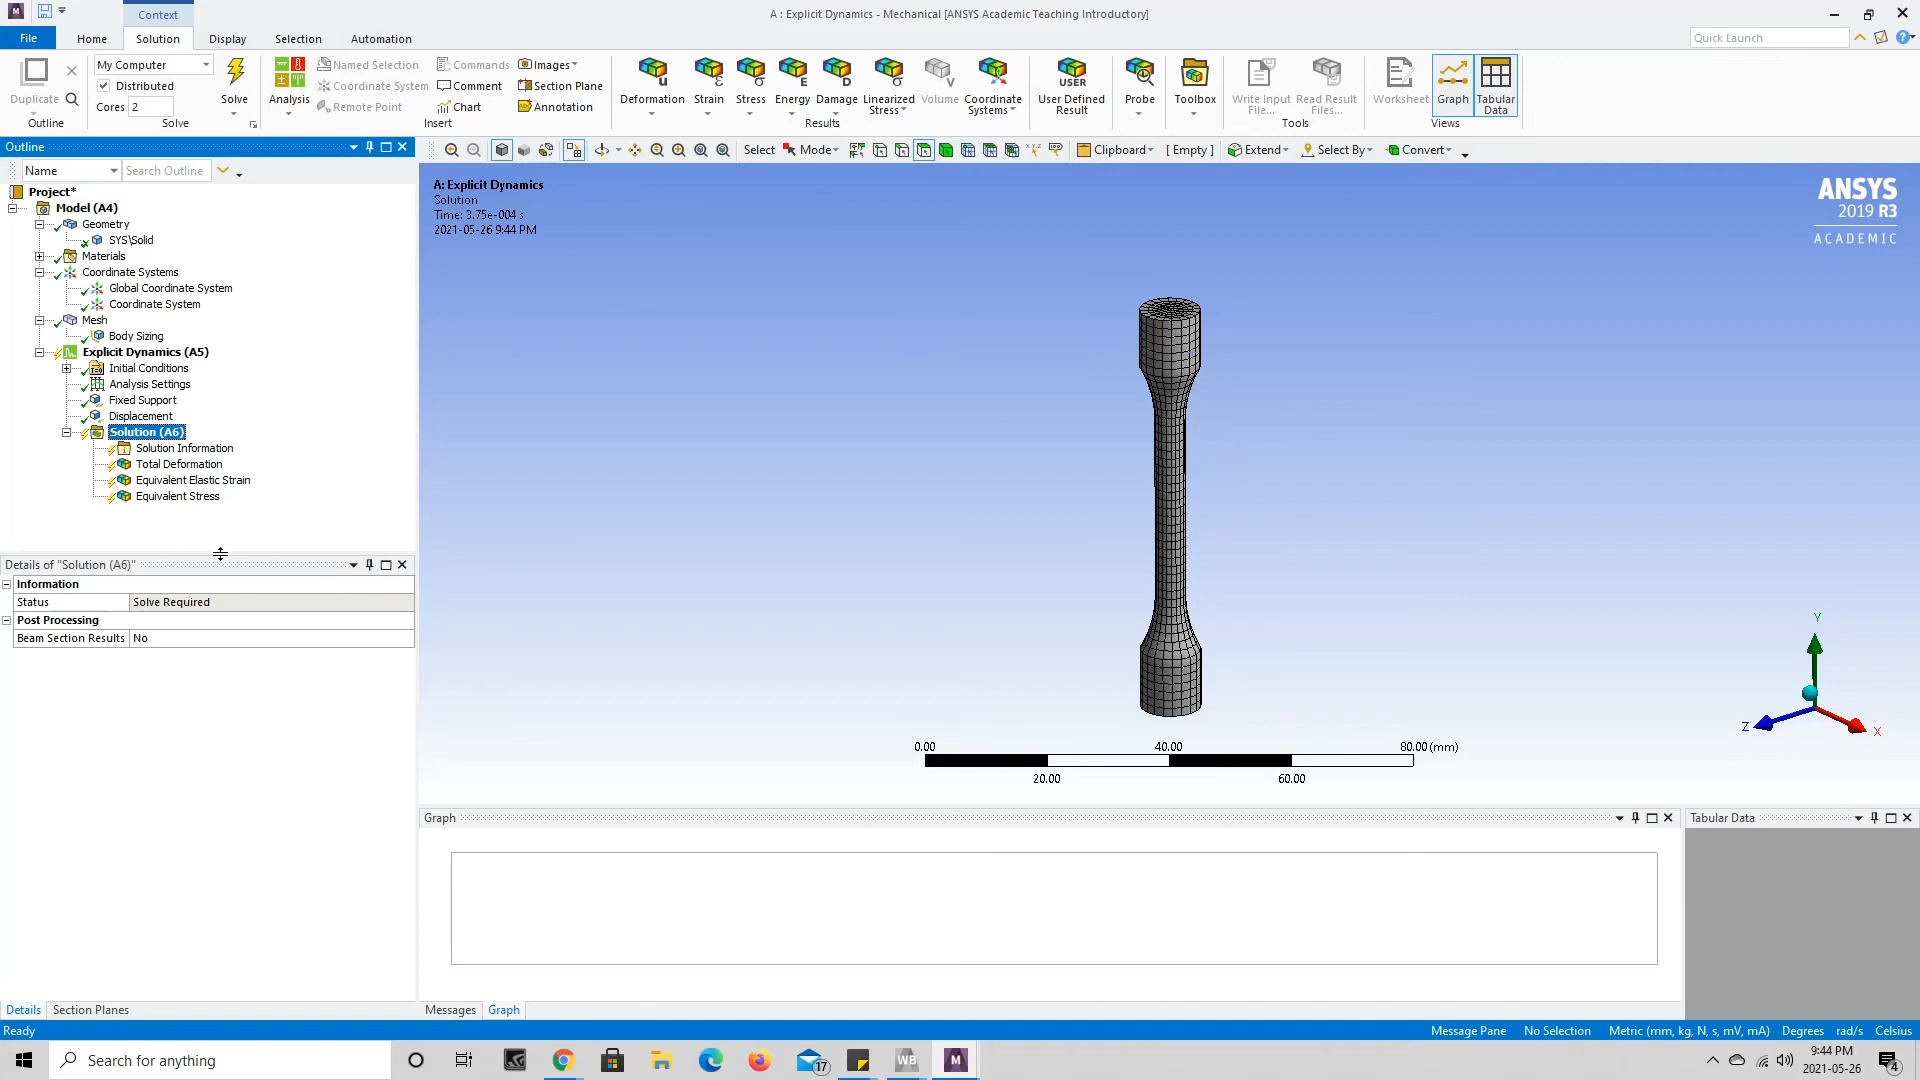 Context
A : Explicit Dynamics - Mechanical [ANSYS Academic Teaching Introductory]
File Home Solution Display Selection Automation
Quick Launch
My Computer
Distributed
Cores 2
Duplicate
Outline
Solve
Solve
Analysis
Named Selection
Coordinate System
Remote Point
Commands
Comment
Chart
Images
Section Plane
Annotation
Insert
Deformation
Strain
Stress
Energy
Damage
Linearized
Stress
Volume
Coordinate
Systems
Results
USER
User Defined
Result
Probe
Toolbox
Write Input
File...
Read Result
Files...
Tools
Worksheet
Graph
Tabular
Data
Views
Outline
Name
Search Outline
Select Mode Clipboard [ Empty ] Extend Select By Convert
Project*
Model (A4)
Geometry
SYS\Solid
Materials
Coordinate Systems
Global Coordinate System
Coordinate System
Mesh
Body Sizing
Explicit Dynamics (A5)
Initial Conditions
Analysis Settings
Fixed Support
Displacement
Solution (A6)
Solution Information
Total Deformation
Equivalent Elastic Strain
Equivalent Stress
Details of "Solution (A6)"
Information
Status Solve Required
Post Processing
Beam Section Results No
Details Section Planes
A: Explicit Dynamics
Solution
Time: 3.75e-004 s
2021-05-26 9:44 PM
ANSYS
2019 R3
ACADEMIC
Y
Z
X
0.00 40.00 80.00 (mm)
20.00 60.00
Graph
Tabular Data
Messages Graph
Ready
Message Pane No Selection Metric (mm, kg, N, s, mV, mA) Degrees rad/s Celsius
Search for anything
17
WB
M
9:44 PM
2021-05-26
4